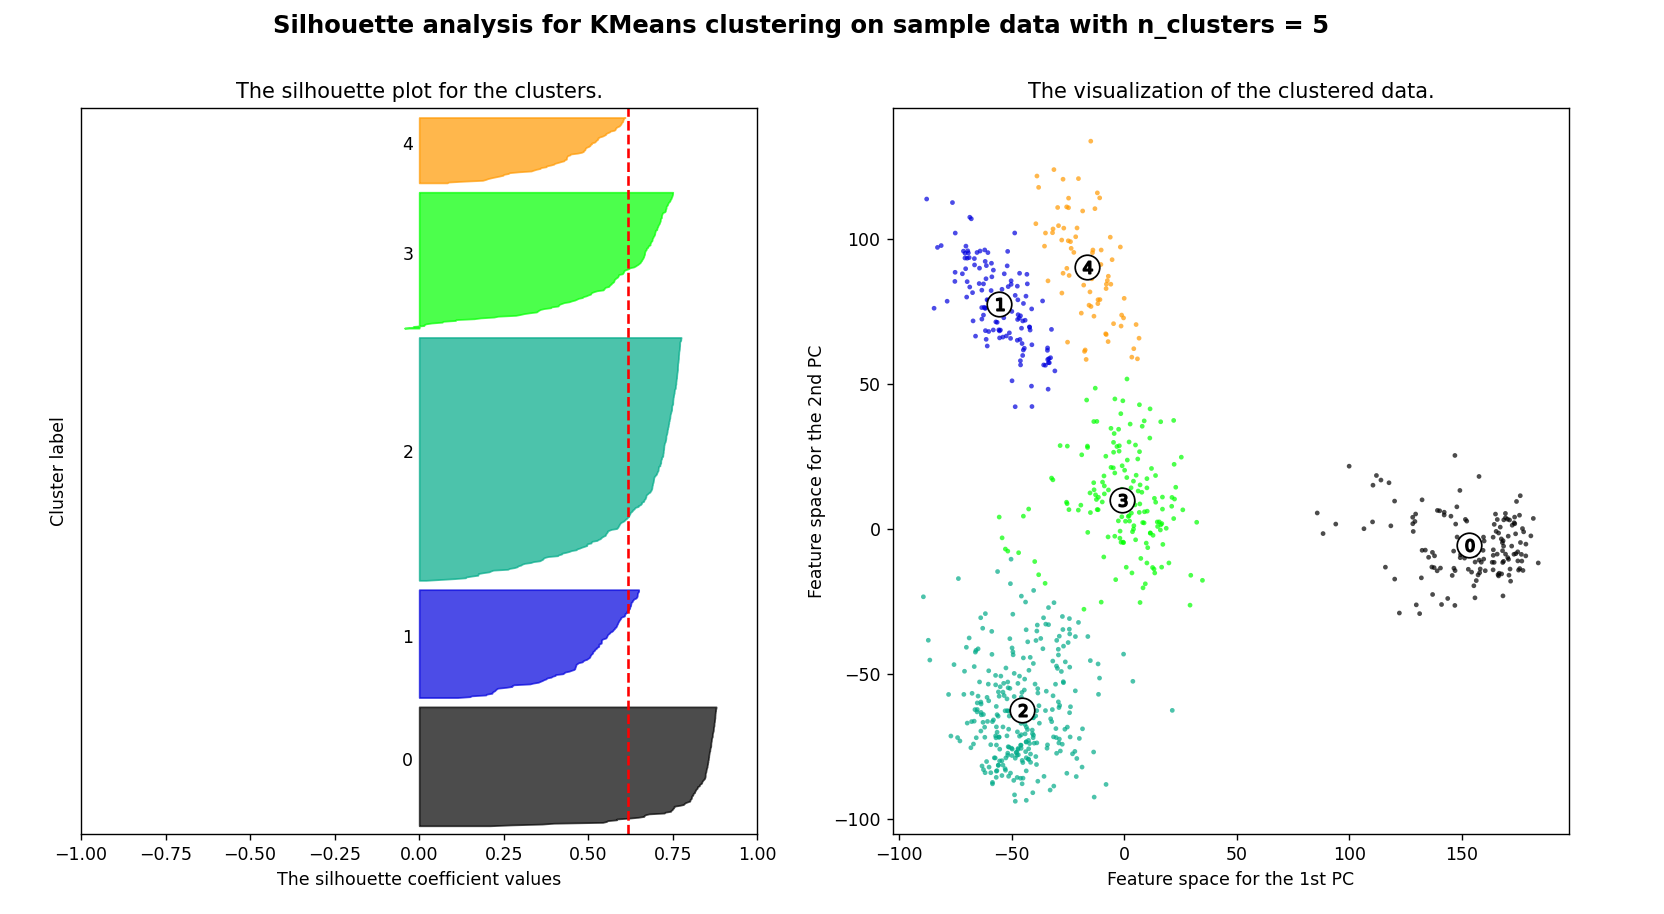 Silhouette analysis for KMeans clustering on sample data with n_clusters = 5
The silhouette plot for the clusters.
Cluster label
4
3
2
1
0
−1.00 −0.75 −0.50 −0.25 0.00 0.25 0.50 0.75 1.00
The silhouette coefficient values
The visualization of the clustered data.
Feature space for the 2nd PC
100
50
0
−50
−100
4
1
3
0
2
−100 −50 0 50 100 150
Feature space for the 1st PC